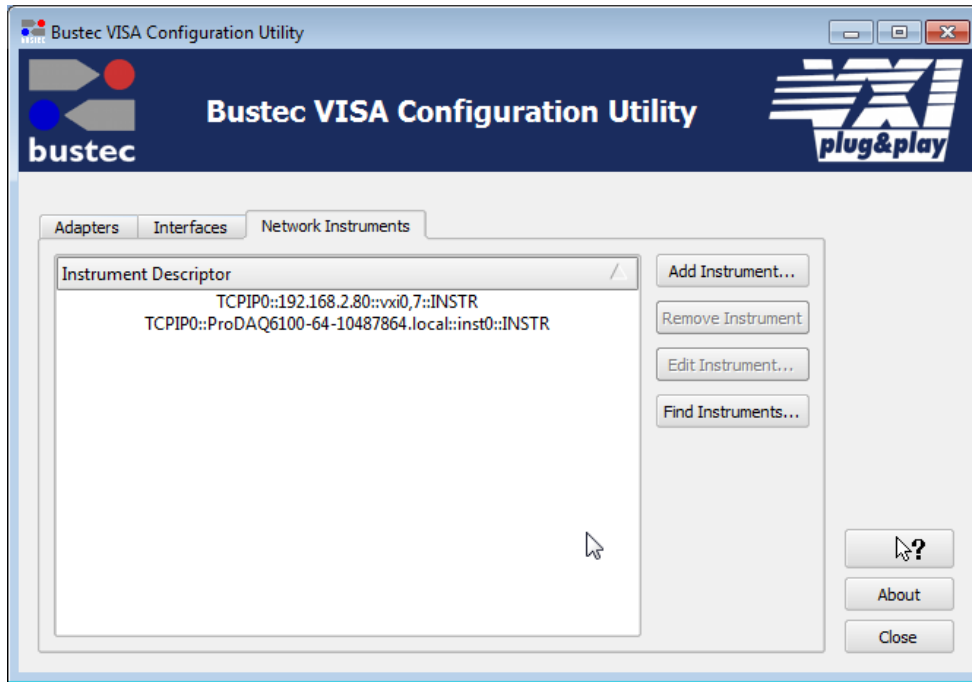 Bustec VISA Configuration Utility
Bustec VISA Configuration Utility
bustec
VXI
plug&play
Adapters Interfaces Network Instruments
Instrument Descriptor
TCPIP0::192.168.2.80::vxi0,7::INSTR
TCPIP0::ProDAQ6100-64-10487864.local::inst0::INSTR
Add Instrument...
Remove Instrument
Edit Instrument...
Find Instruments...
?
About
Close